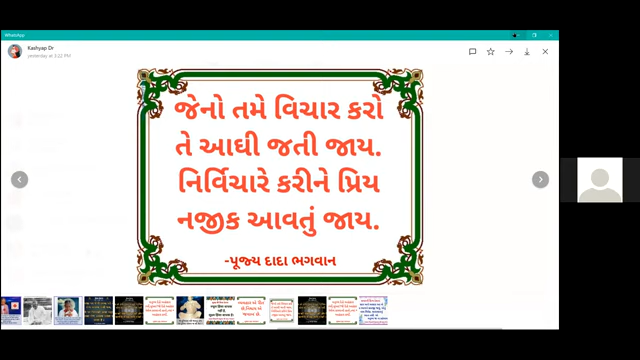 WhatsApp
Kashyap Dr
yesterday at 3:22 PM
જેનો તમે વિચાર કરો
તે આઘી જતી જાય.
નિર્વિચારે કરીને પ્રિય
નજીક આવતું જાય.
-પૂજ્ય દાદા ભગવાન